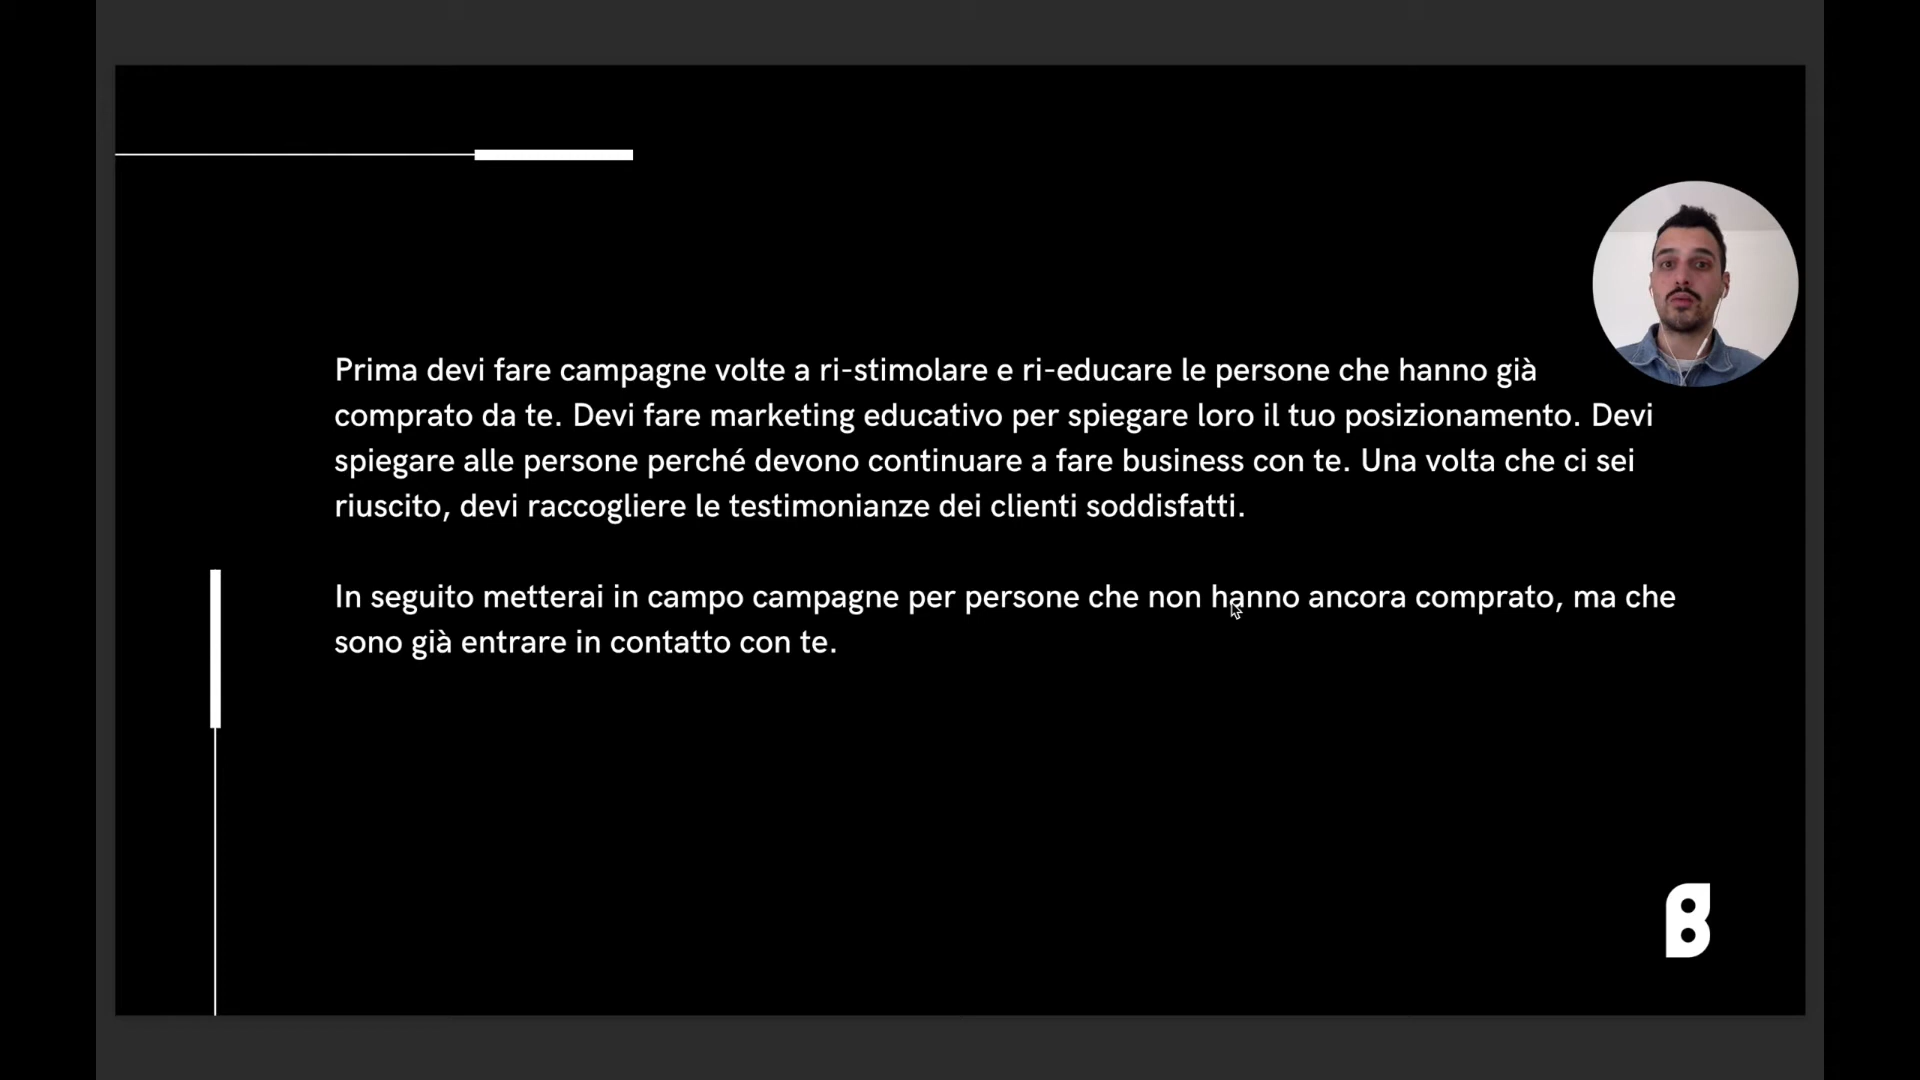 Prima devi fare campagne volte a ri-stimolare e ri-educare le persone che hanno già
comprato da te. Devi fare marketing educativo per spiegare loro il tuo posizionamento. Devi
spiegare alle persone perché devono continuare a fare business con te. Una volta che ci sei
riuscito, devi raccogliere le testimonianze dei clienti soddisfatti.
In seguito metterai in campo campagne per persone che non hanno ancora comprato, ma che
sono già entrare in contatto con te.
B